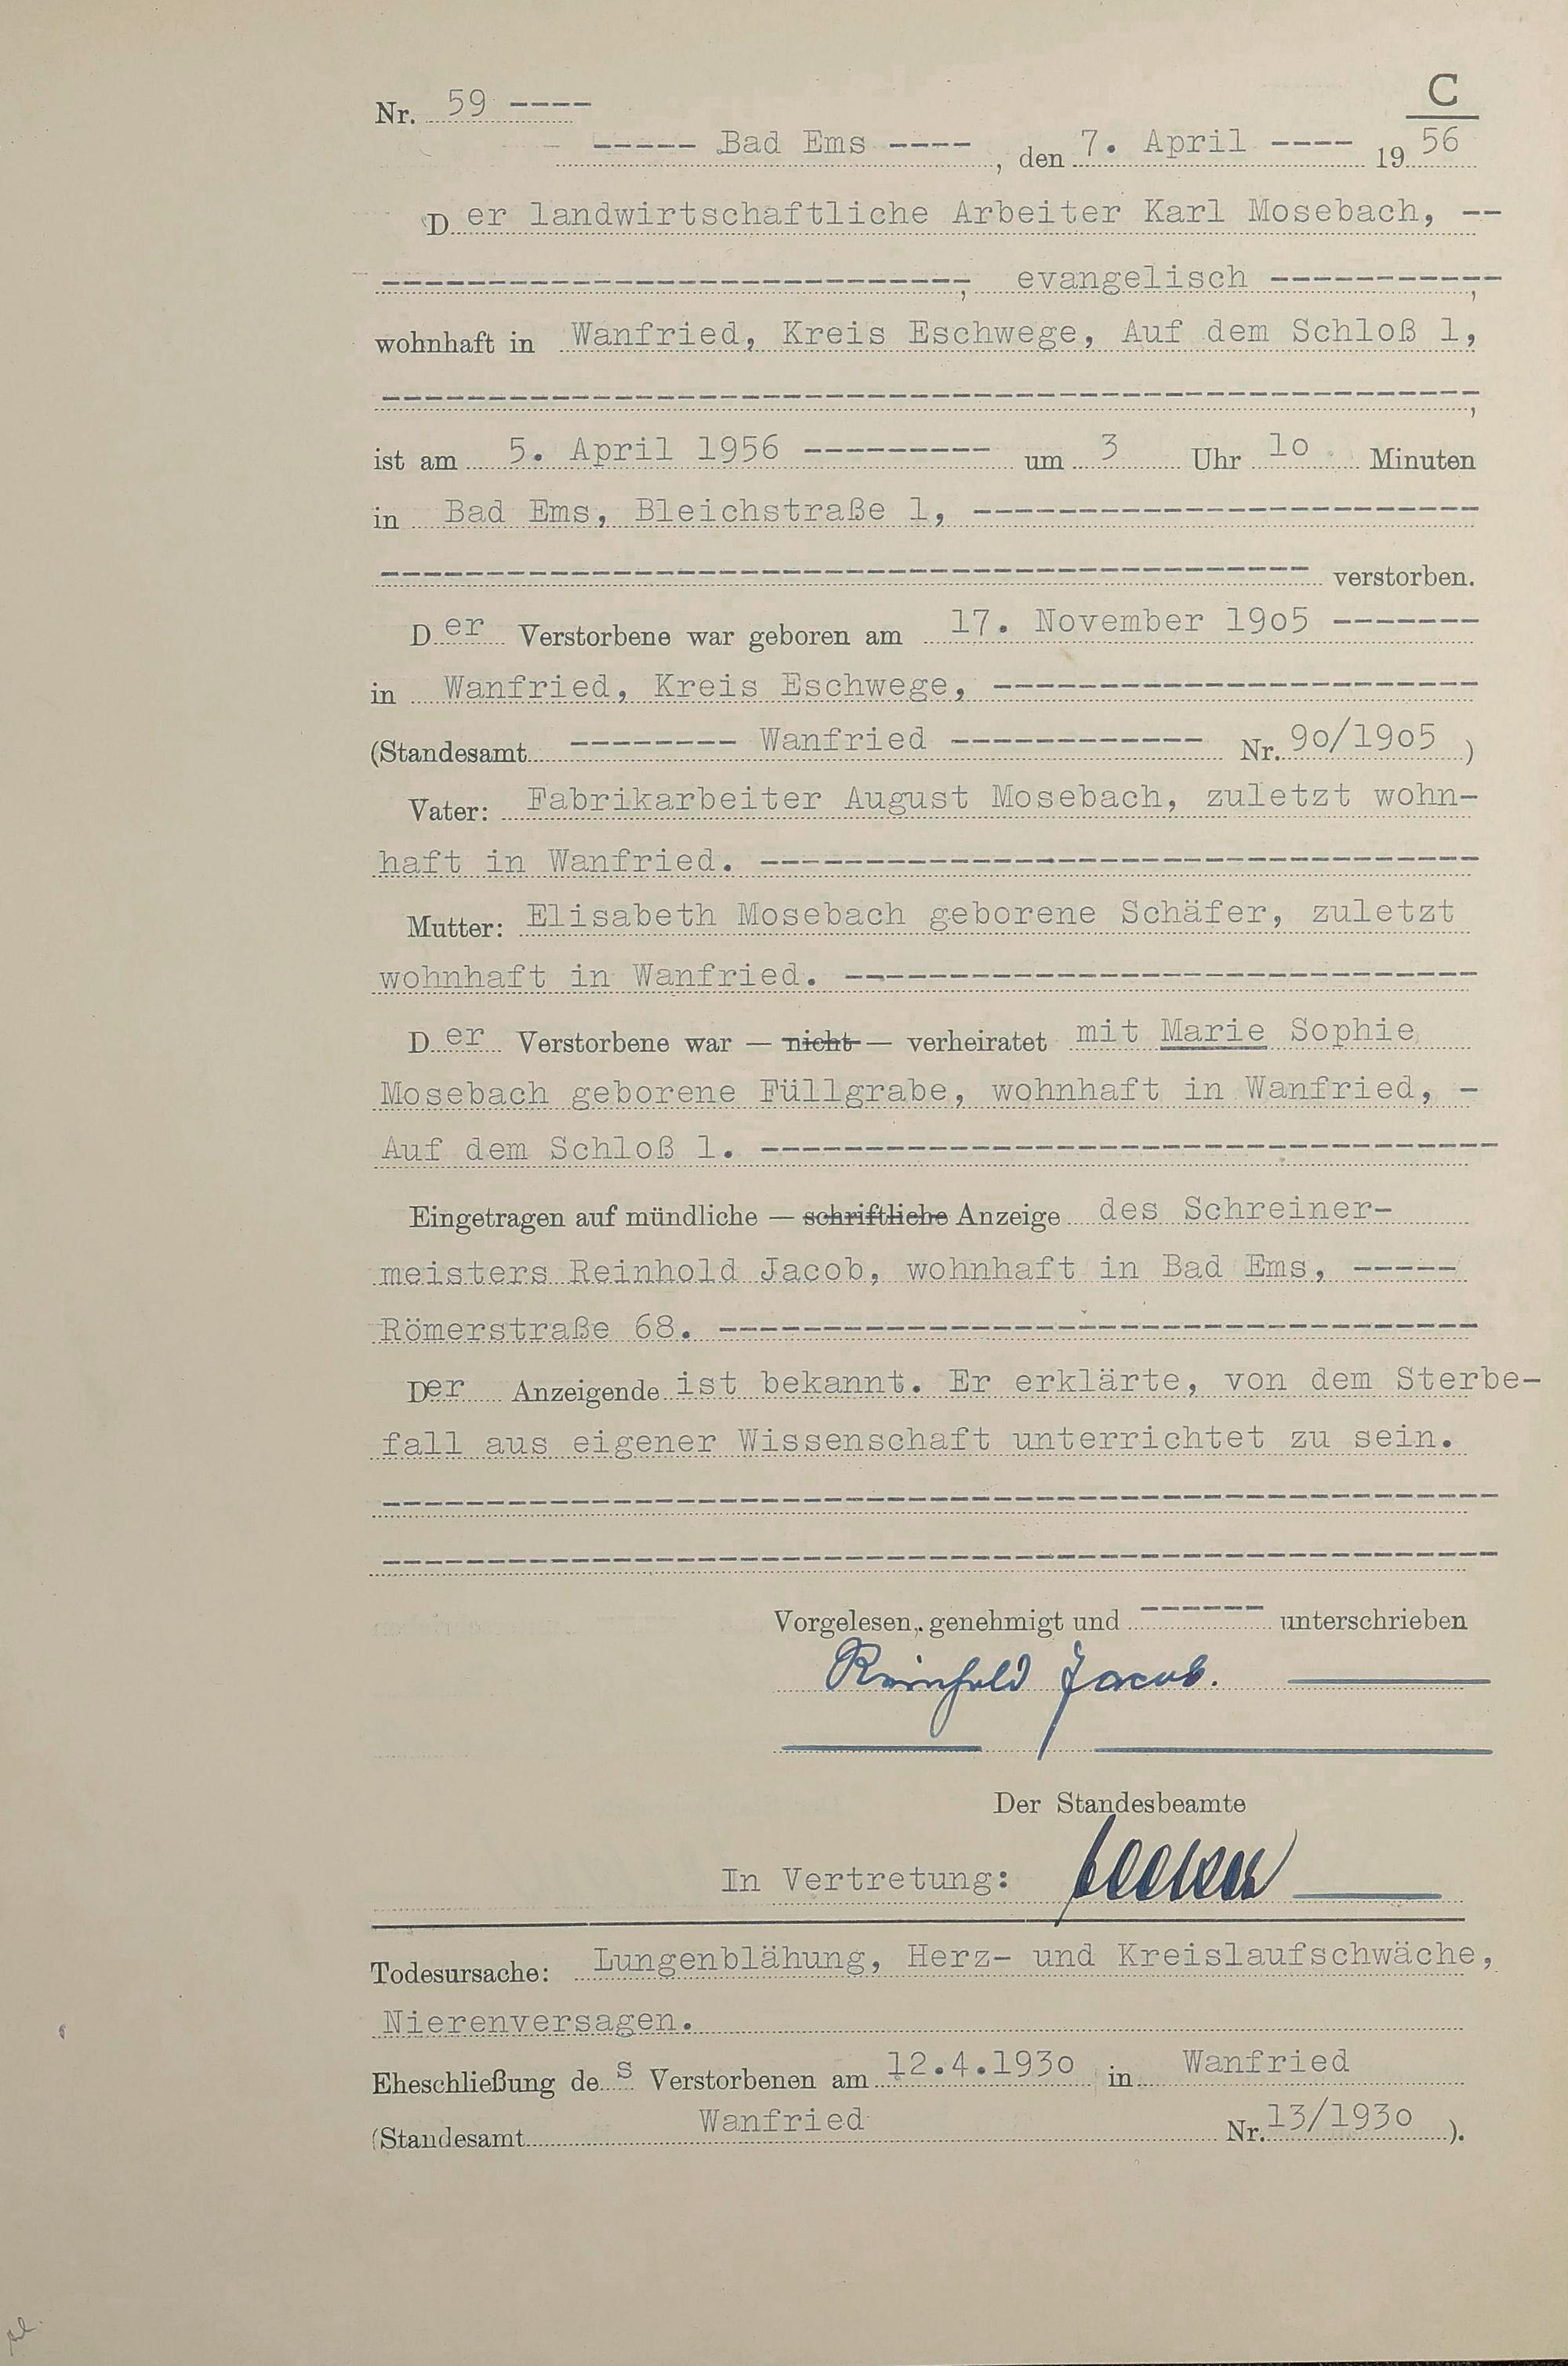 C
Nr. 59 ----
----- Bad Ems ----, den 7. April ---- 1956
Der landwirtschaftliche Arbeiter Karl Mosebach, --
----------------------------, evangelisch -----------,
wohnhaft in Wanfried, Kreis Eschwege, Auf dem Schloß 1,
----------------------------------------------------,
ist am 5. April 1956 --------- um 3 Uhr 1o Minuten
in Bad Ems, Bleichstraße 1, ------------------------
-------------------------------------------- verstorben.
Der Verstorbene war geboren am 17. November 19o5 -------
in Wanfried, Kreis Eschwege, -----------------------
(Standesamt -------- Wanfried ------------ Nr. 9o/19o5 )
Vater: Fabrikarbeiter August Mosebach, zuletzt wohn-
haft in Wanfried. ----------------------------------
Mutter: Elisabeth Mosebach geborene Schäfer, zuletzt
wohnhaft in Wanfried. ------------------------------
Der Verstorbene war — nicht — verheiratet mit Marie Sophie
Mosebach geborene Füllgrabe, wohnhaft in Wanfried, -
Auf dem Schloß 1. -----------------------------------
Eingetragen auf mündliche — schriftliche Anzeige des Schreiner-
meisters Reinhold Jacob, wohnhaft in Bad Ems, -----
Römerstraße 68. ------------------------------------
Der Anzeigende ist bekannt. Er erklärte, von dem Sterbe-
fall aus eigener Wissenschaft unterrichtet zu sein.
-----------------------------------------------------
-----------------------------------------------------
Vorgelesen, genehmigt und ------ unterschrieben
Reinhold Jacob.
Der Standesbeamte
In Vertretung:
Todesursache: Lungenblähung, Herz- und Kreislaufschwäche,
Nierenversagen.
Eheschließung des Verstorbenen am 12.4.193o in Wanfried
(Standesamt Wanfried Nr. 13/193o ).